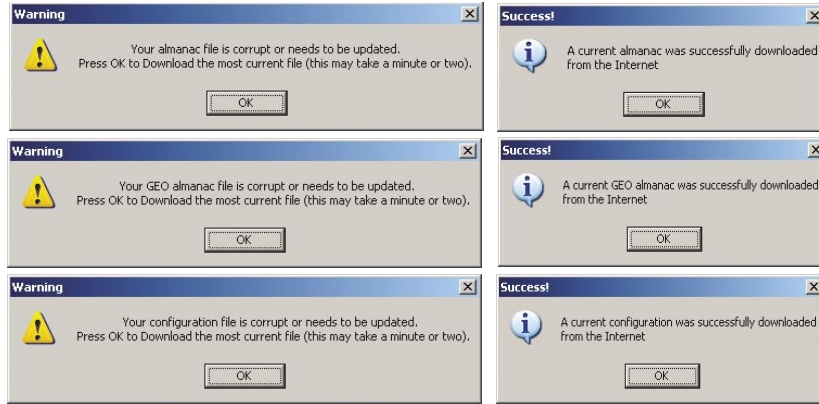 Warning
Your almanac file is corrupt or needs to be updated.
Press OK to Download the most current file (this may take a minute or two).
OK
Success!
A current almanac was successfully downloaded
from the Internet
OK
Warning
Your GEO almanac file is corrupt or needs to be updated.
Press OK to Download the most current file (this may take a minute or two).
OK
Success!
A current GEO almanac was successfully downloaded
from the Internet
OK
Warning
Your configuration file is corrupt or needs to be updated.
Press OK to Download the most current file (this may take a minute or two).
OK
Success!
A current configuration was successfully downloaded
from the Internet
OK